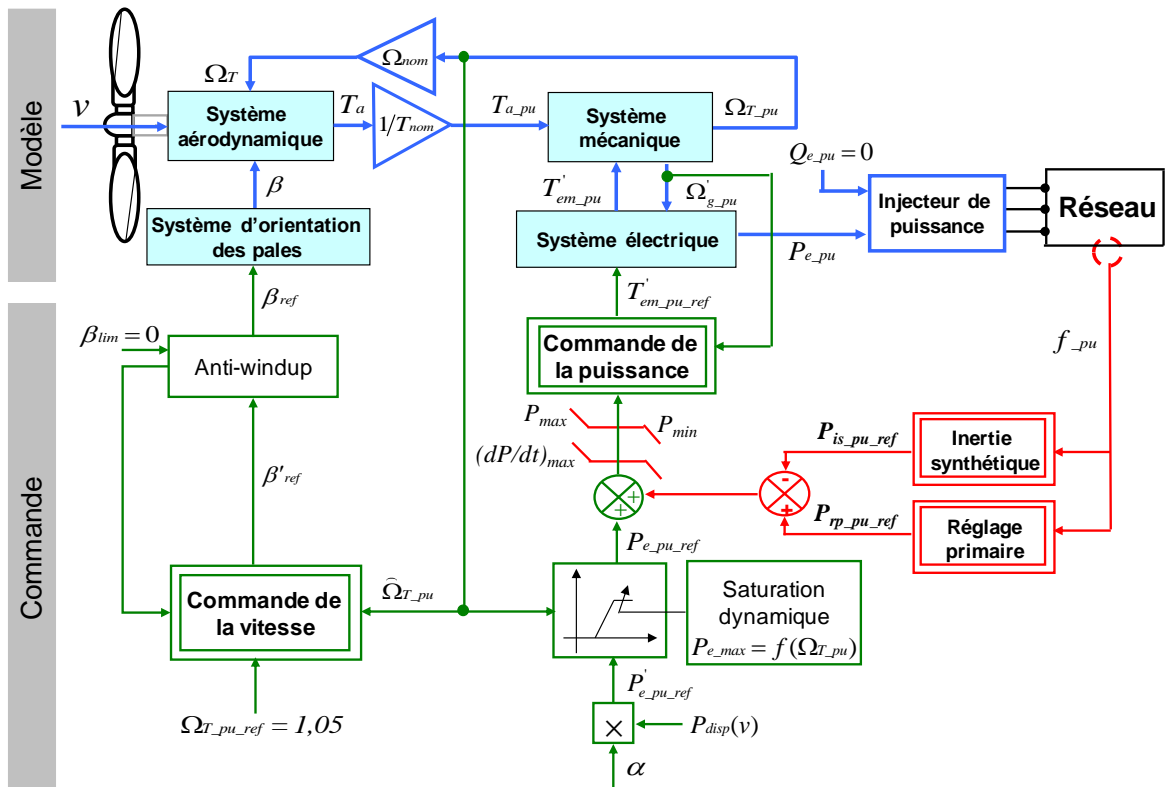 Modèle
Commande
v
Ω_T
Ω_nom
Système
aérodynamique
T_a
1/T_nom
T_a_pu
Système
mécanique
Ω_T_pu
Q_e_pu = 0
Injecteur de
puissance
Réseau
β
T'_em_pu
Ω'_g_pu
Système d'orientation
des pales
Système électrique
P_e_pu
β_ref
T'_em_pu_ref
f_pu
β_lim = 0
Anti-windup
Commande de
la puissance
P_max
P_min
(dP/dt)_max
P_is_pu_ref
Inertie
synthétique
-
+
β'_ref
+
+
P_rp_pu_ref
Réglage
primaire
P_e_pu_ref
Commande de
la vitesse
Ω̂_T_pu
Saturation
dynamique
P_e_max = f(Ω_T_pu)
P'_e_pu_ref
Ω_T_pu_ref = 1,05
×
P_disp(v)
α